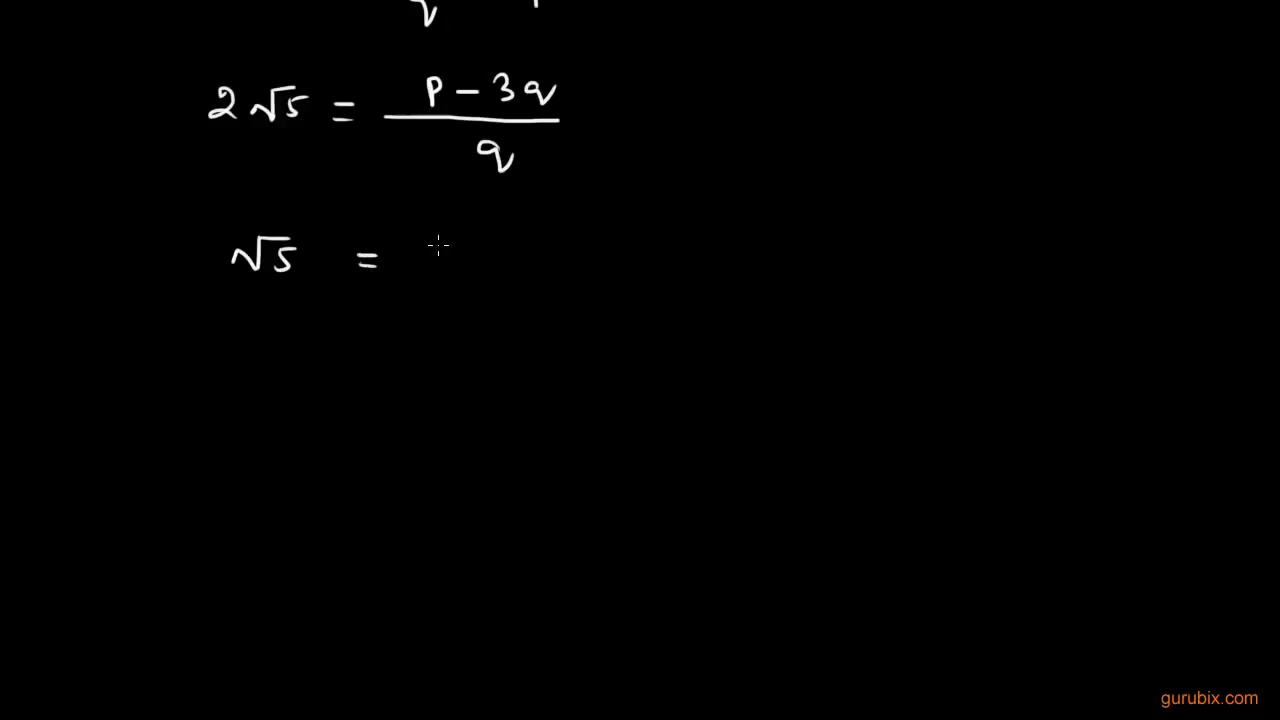 2√5 = p - 3q
q
√5 =
gurubix.com